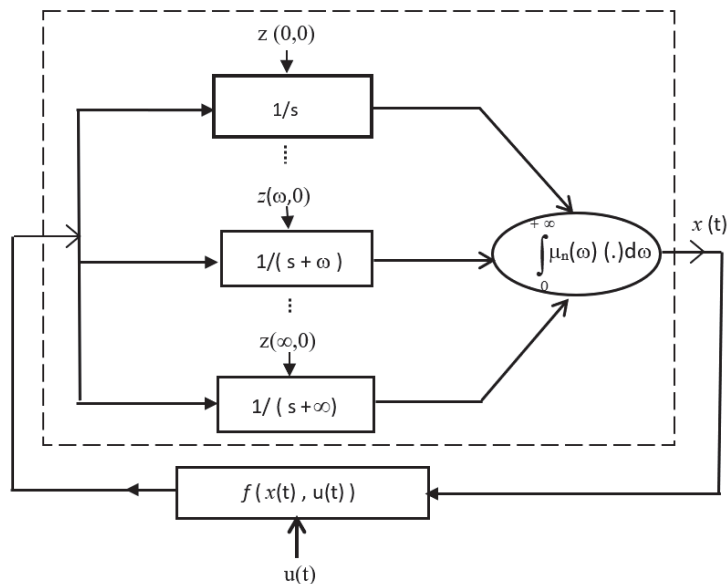 z (0,0)
1/s
z(ω,0)
1/( s + ω )
z(∞,0)
1/ ( s +∞)
+ ∞
∫ μₙ(ω) (.)dω
0
x (t)
f ( x(t) , u(t) )
u(t)